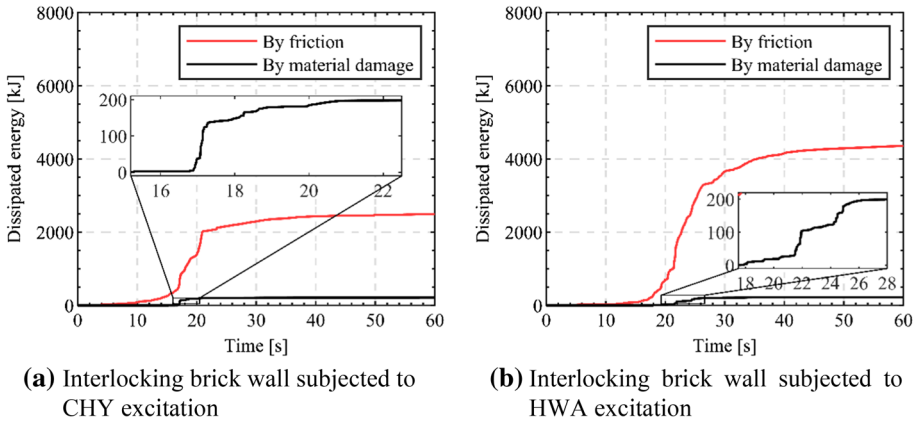 8000
6000
4000
2000
0
Dissipated energy [kJ]
By friction
By material damage
200
100
0
16 18 20 22
0 10 20 30 40 50 60
Time [s]
(a) Interlocking brick wall subjected to
CHY excitation
8000
6000
4000
2000
0
Dissipated energy [kJ]
By friction
By material damage
200
100
0
18 20 22 24 26 28
0 10 20 30 40 50 60
Time [s]
(b) Interlocking brick wall subjected to
HWA excitation